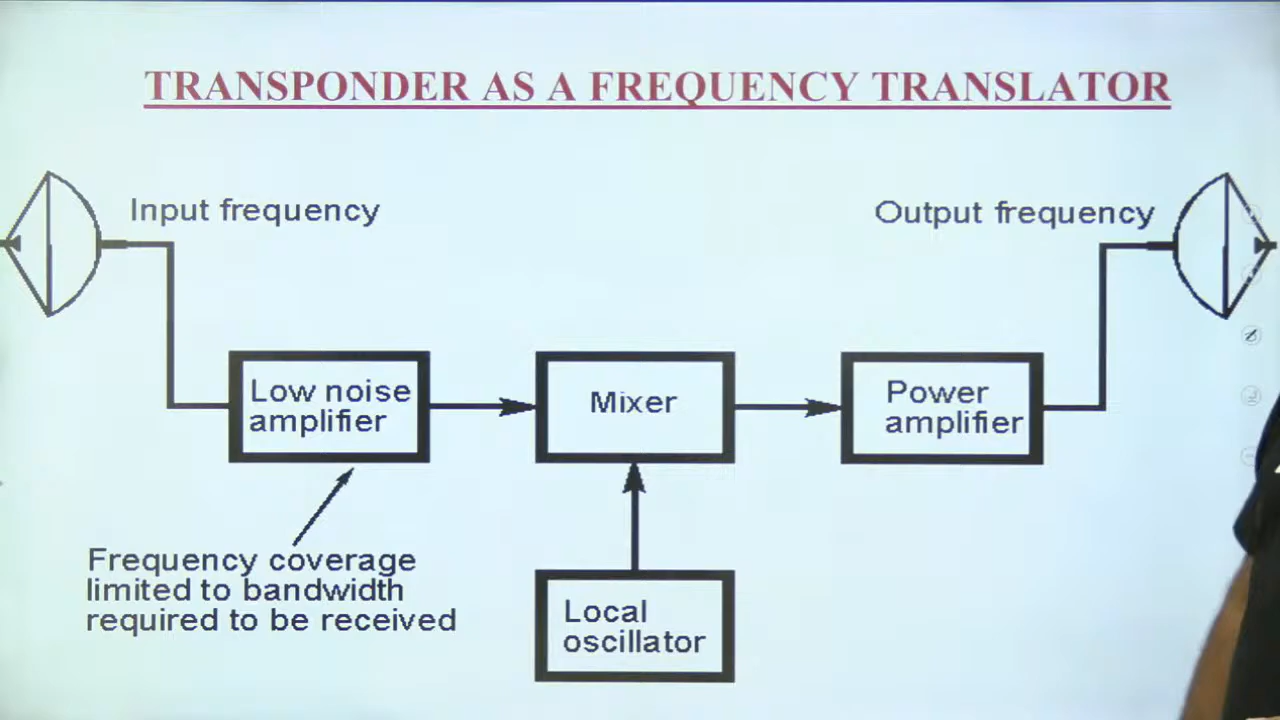 TRANSPONDER AS A FREQUENCY TRANSLATOR
Input frequency
Output frequency
Low noise
amplifier
Mixer
Power
amplifier
Frequency coverage
limited to bandwidth
required to be received
Local
oscillator